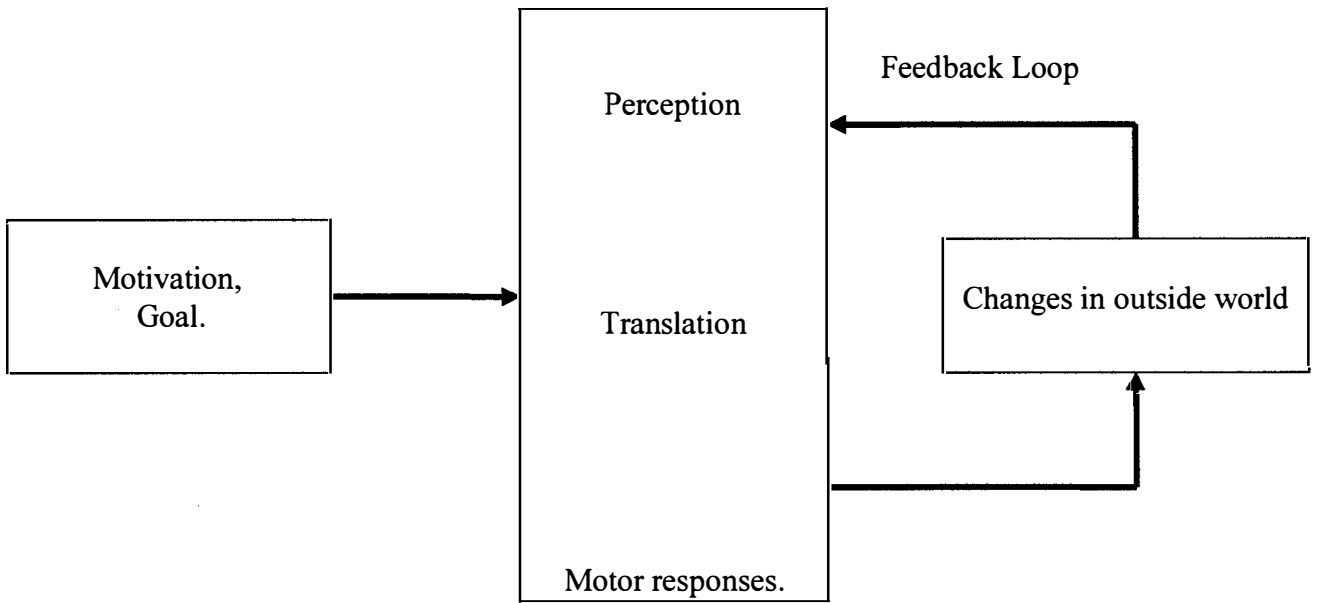 Feedback Loop
Perception
Motivation,
Goal.
Changes in outside world
Translation
Motor responses.